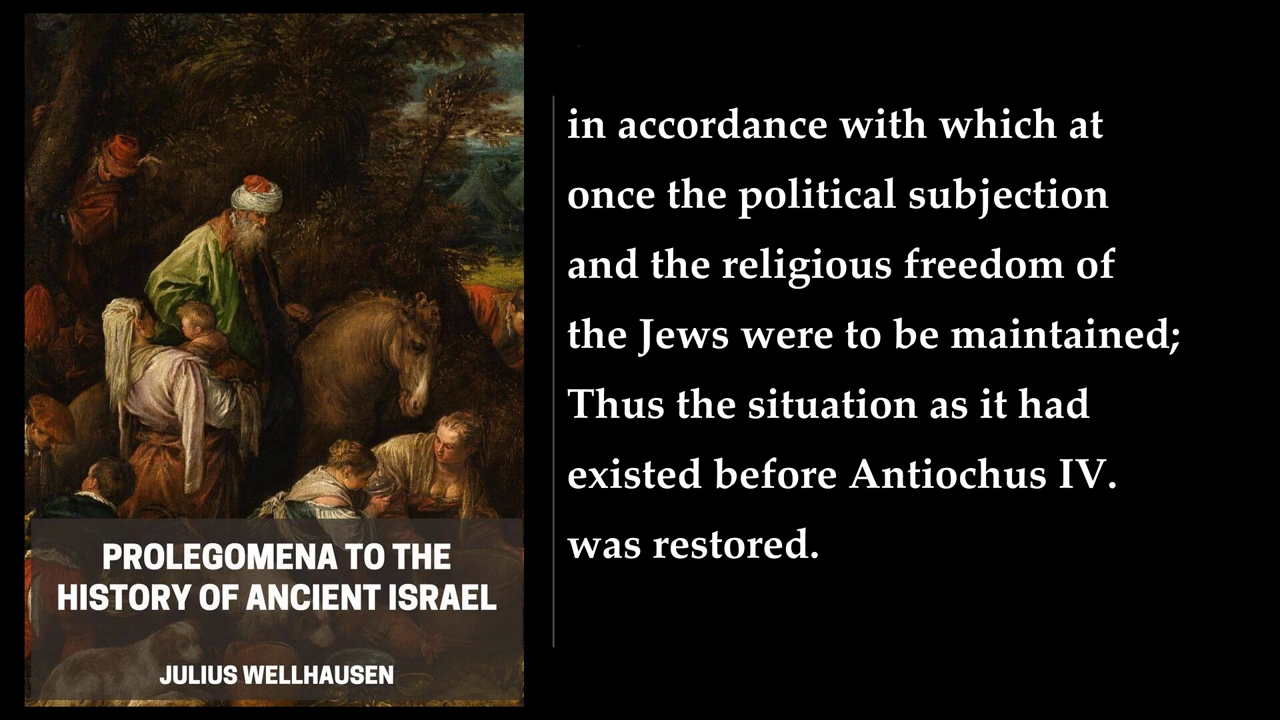 PROLEGOMENA TO THE
HISTORY OF ANCIENT ISRAEL
JULIUS WELLHAUSEN
in accordance with which at
once the political subjection
and the religious freedom of
the Jews were to be maintained;
Thus the situation as it had
existed before Antiochus IV.
was restored.